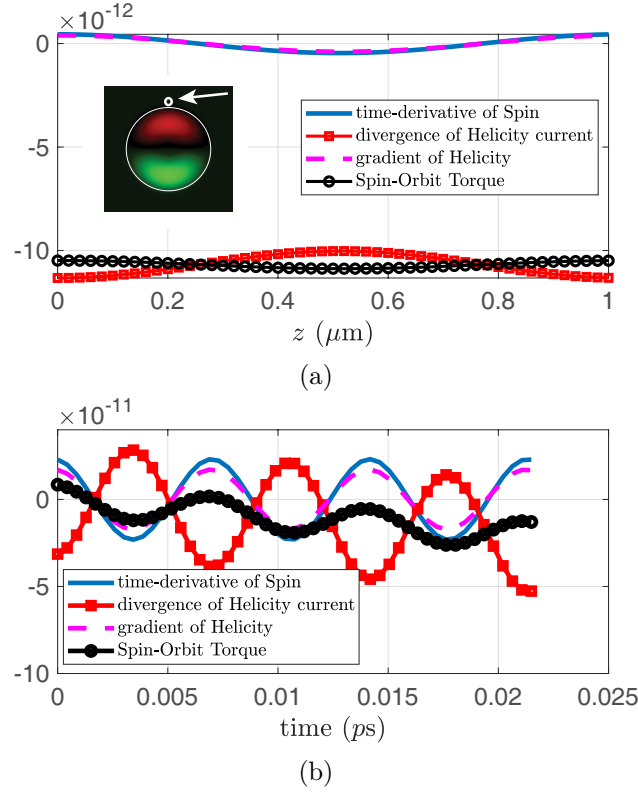 ×10⁻¹²
0
-5
-10
time-derivative of Spin
divergence of Helicity current
gradient of Helicity
Spin-Orbit Torque
0 0.2 0.4 0.6 0.8 1
z (μm)
(a)
×10⁻¹¹
5
0
-5
-10
time-derivative of Spin
divergence of Helicity current
gradient of Helicity
Spin-Orbit Torque
0 0.005 0.01 0.015 0.02 0.025
time (ps)
(b)